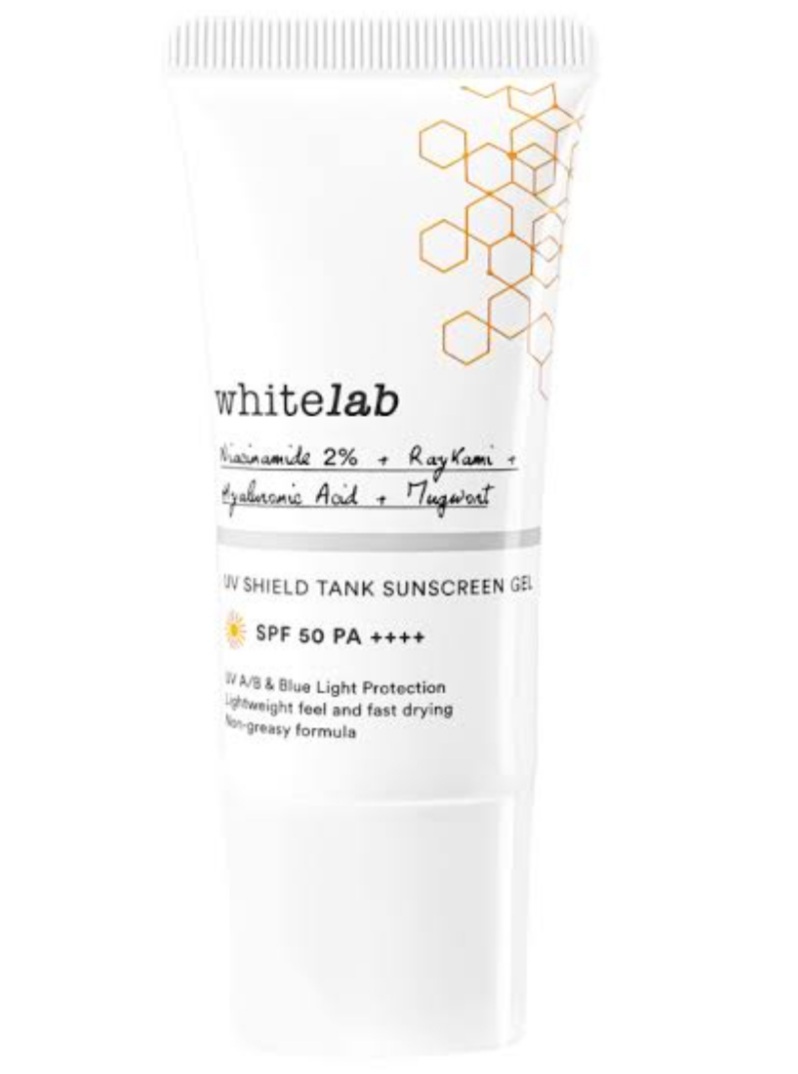 whitelab
Niacinamide 2% + RayKami +
Hyaluronic Acid + Mugwort
UV SHIELD TANK SUNSCREEN GEL
SPF 50 PA ++++
UV A/B & Blue Light Protection
Lightweight feel and fast drying
Non-greasy formula